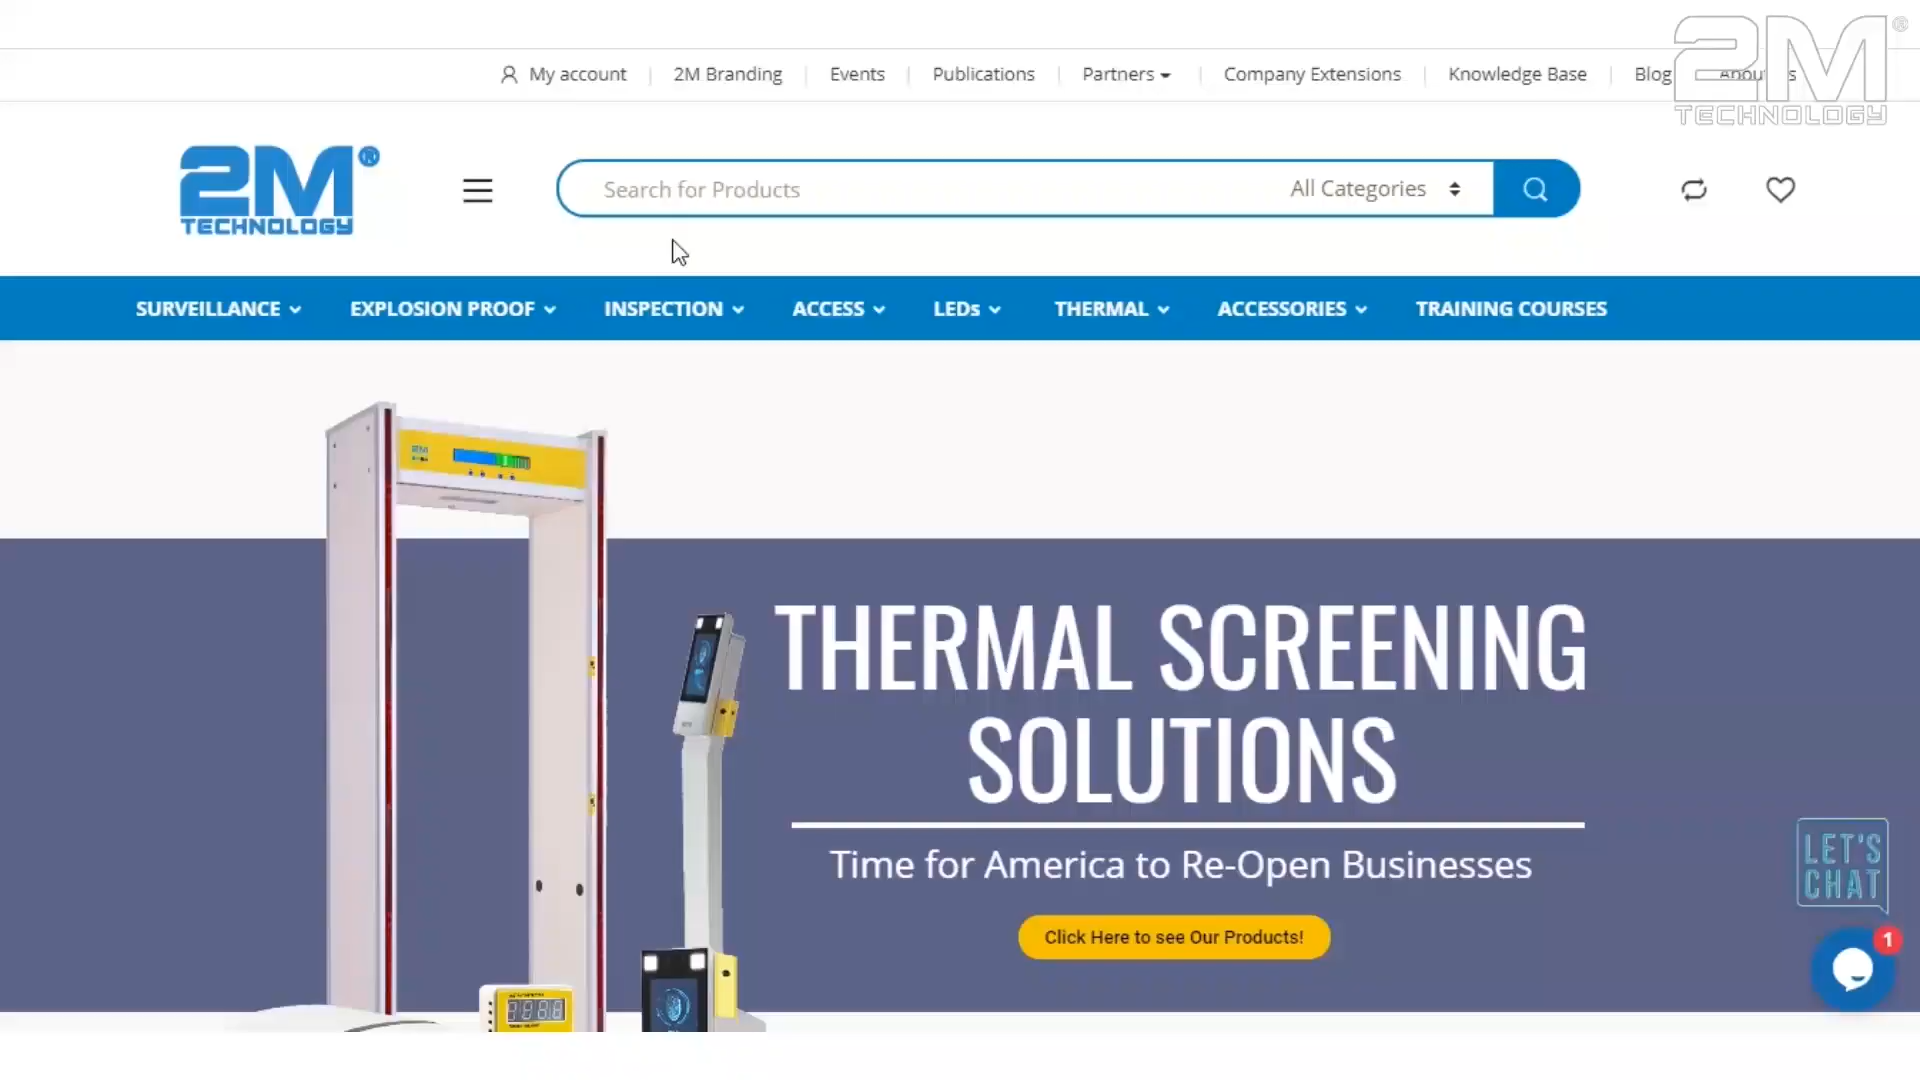 My account
2M Branding
Events
Publications
Partners
Company Extensions
Knowledge Base
Blog
2M®
TECHNOLOGY
2M®
TECHNOLOGY
Search for Products
All Categories
SURVEILLANCE
EXPLOSION PROOF
INSPECTION
ACCESS
LEDs
THERMAL
ACCESSORIES
TRAINING COURSES
THERMAL SCREENING
SOLUTIONS
Time for America to Re-Open Businesses
Click Here to see Our Products!
LET'S
CHAT
1